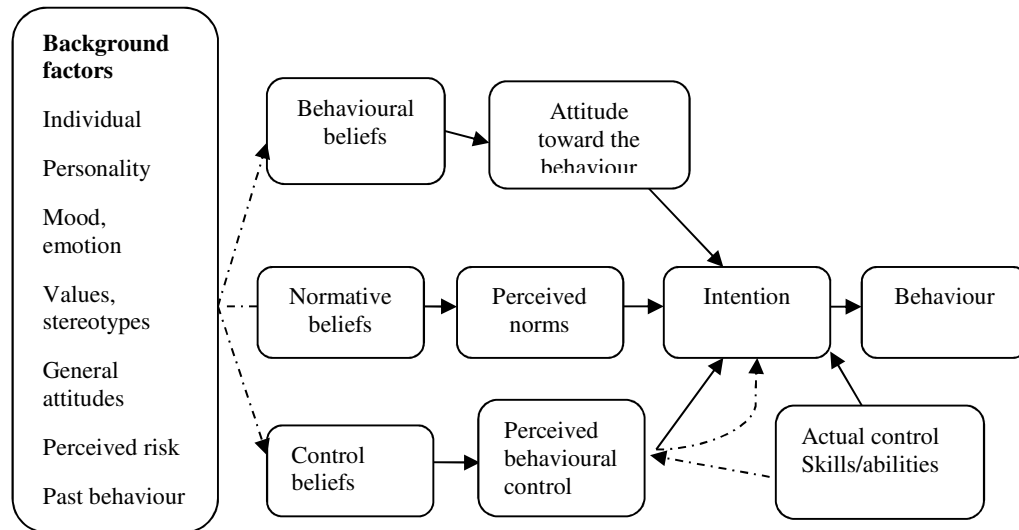 Background
factors
Individual
Personality
Mood,
emotion
Values,
stereotypes
General
attitudes
Perceived risk
Past behaviour
Behavioural
beliefs
Attitude
toward the
behaviour
Normative
beliefs
Perceived
norms
Intention
Behaviour
Control
beliefs
Perceived
behavioural
control
Actual control
Skills/abilities